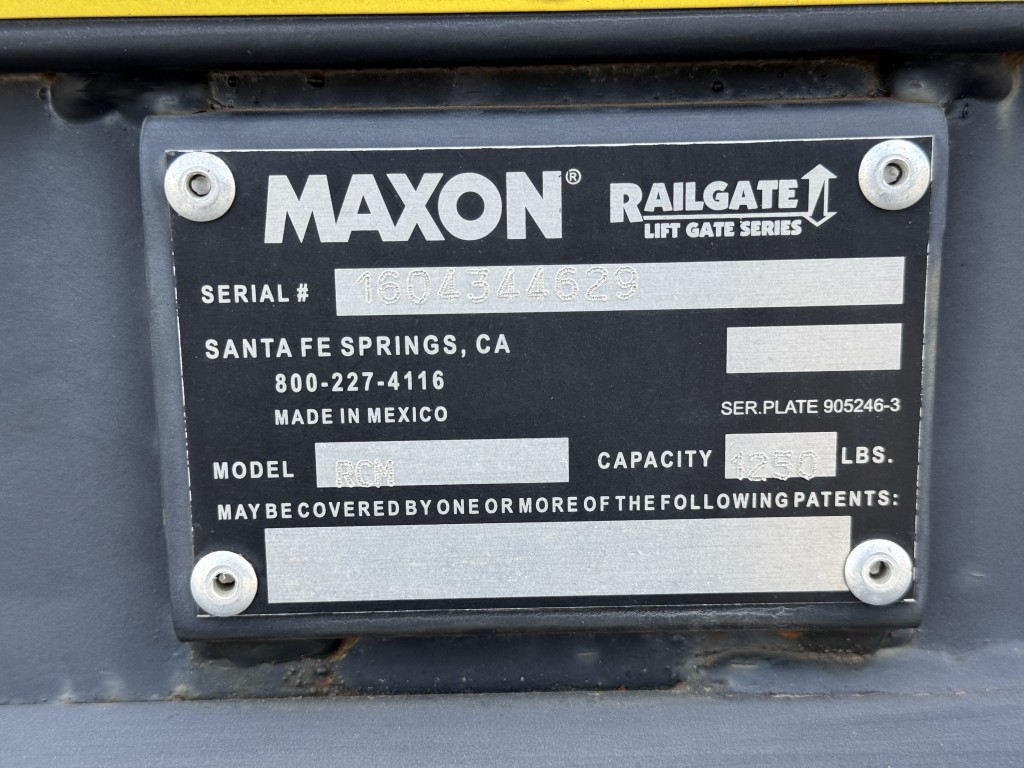 MAXON® RAILGATE
LIFT GATE SERIES
SERIAL # 1604344629
SANTA FE SPRINGS, CA
800-227-4116
MADE IN MEXICO
SER.PLATE 905246-3
MODEL RCM CAPACITY 1250 LBS.
MAY BE COVERED BY ONE OR MORE OF THE FOLLOWING PATENTS: